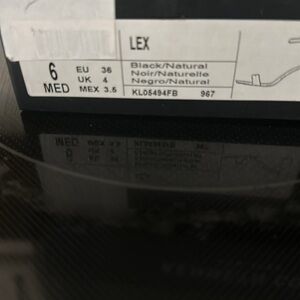 LEX
6 EU 36 Black/Natural
UK 4 Noir/Naturelle
MED MEX 3.5 Negro/Natural
KL05494FB 967